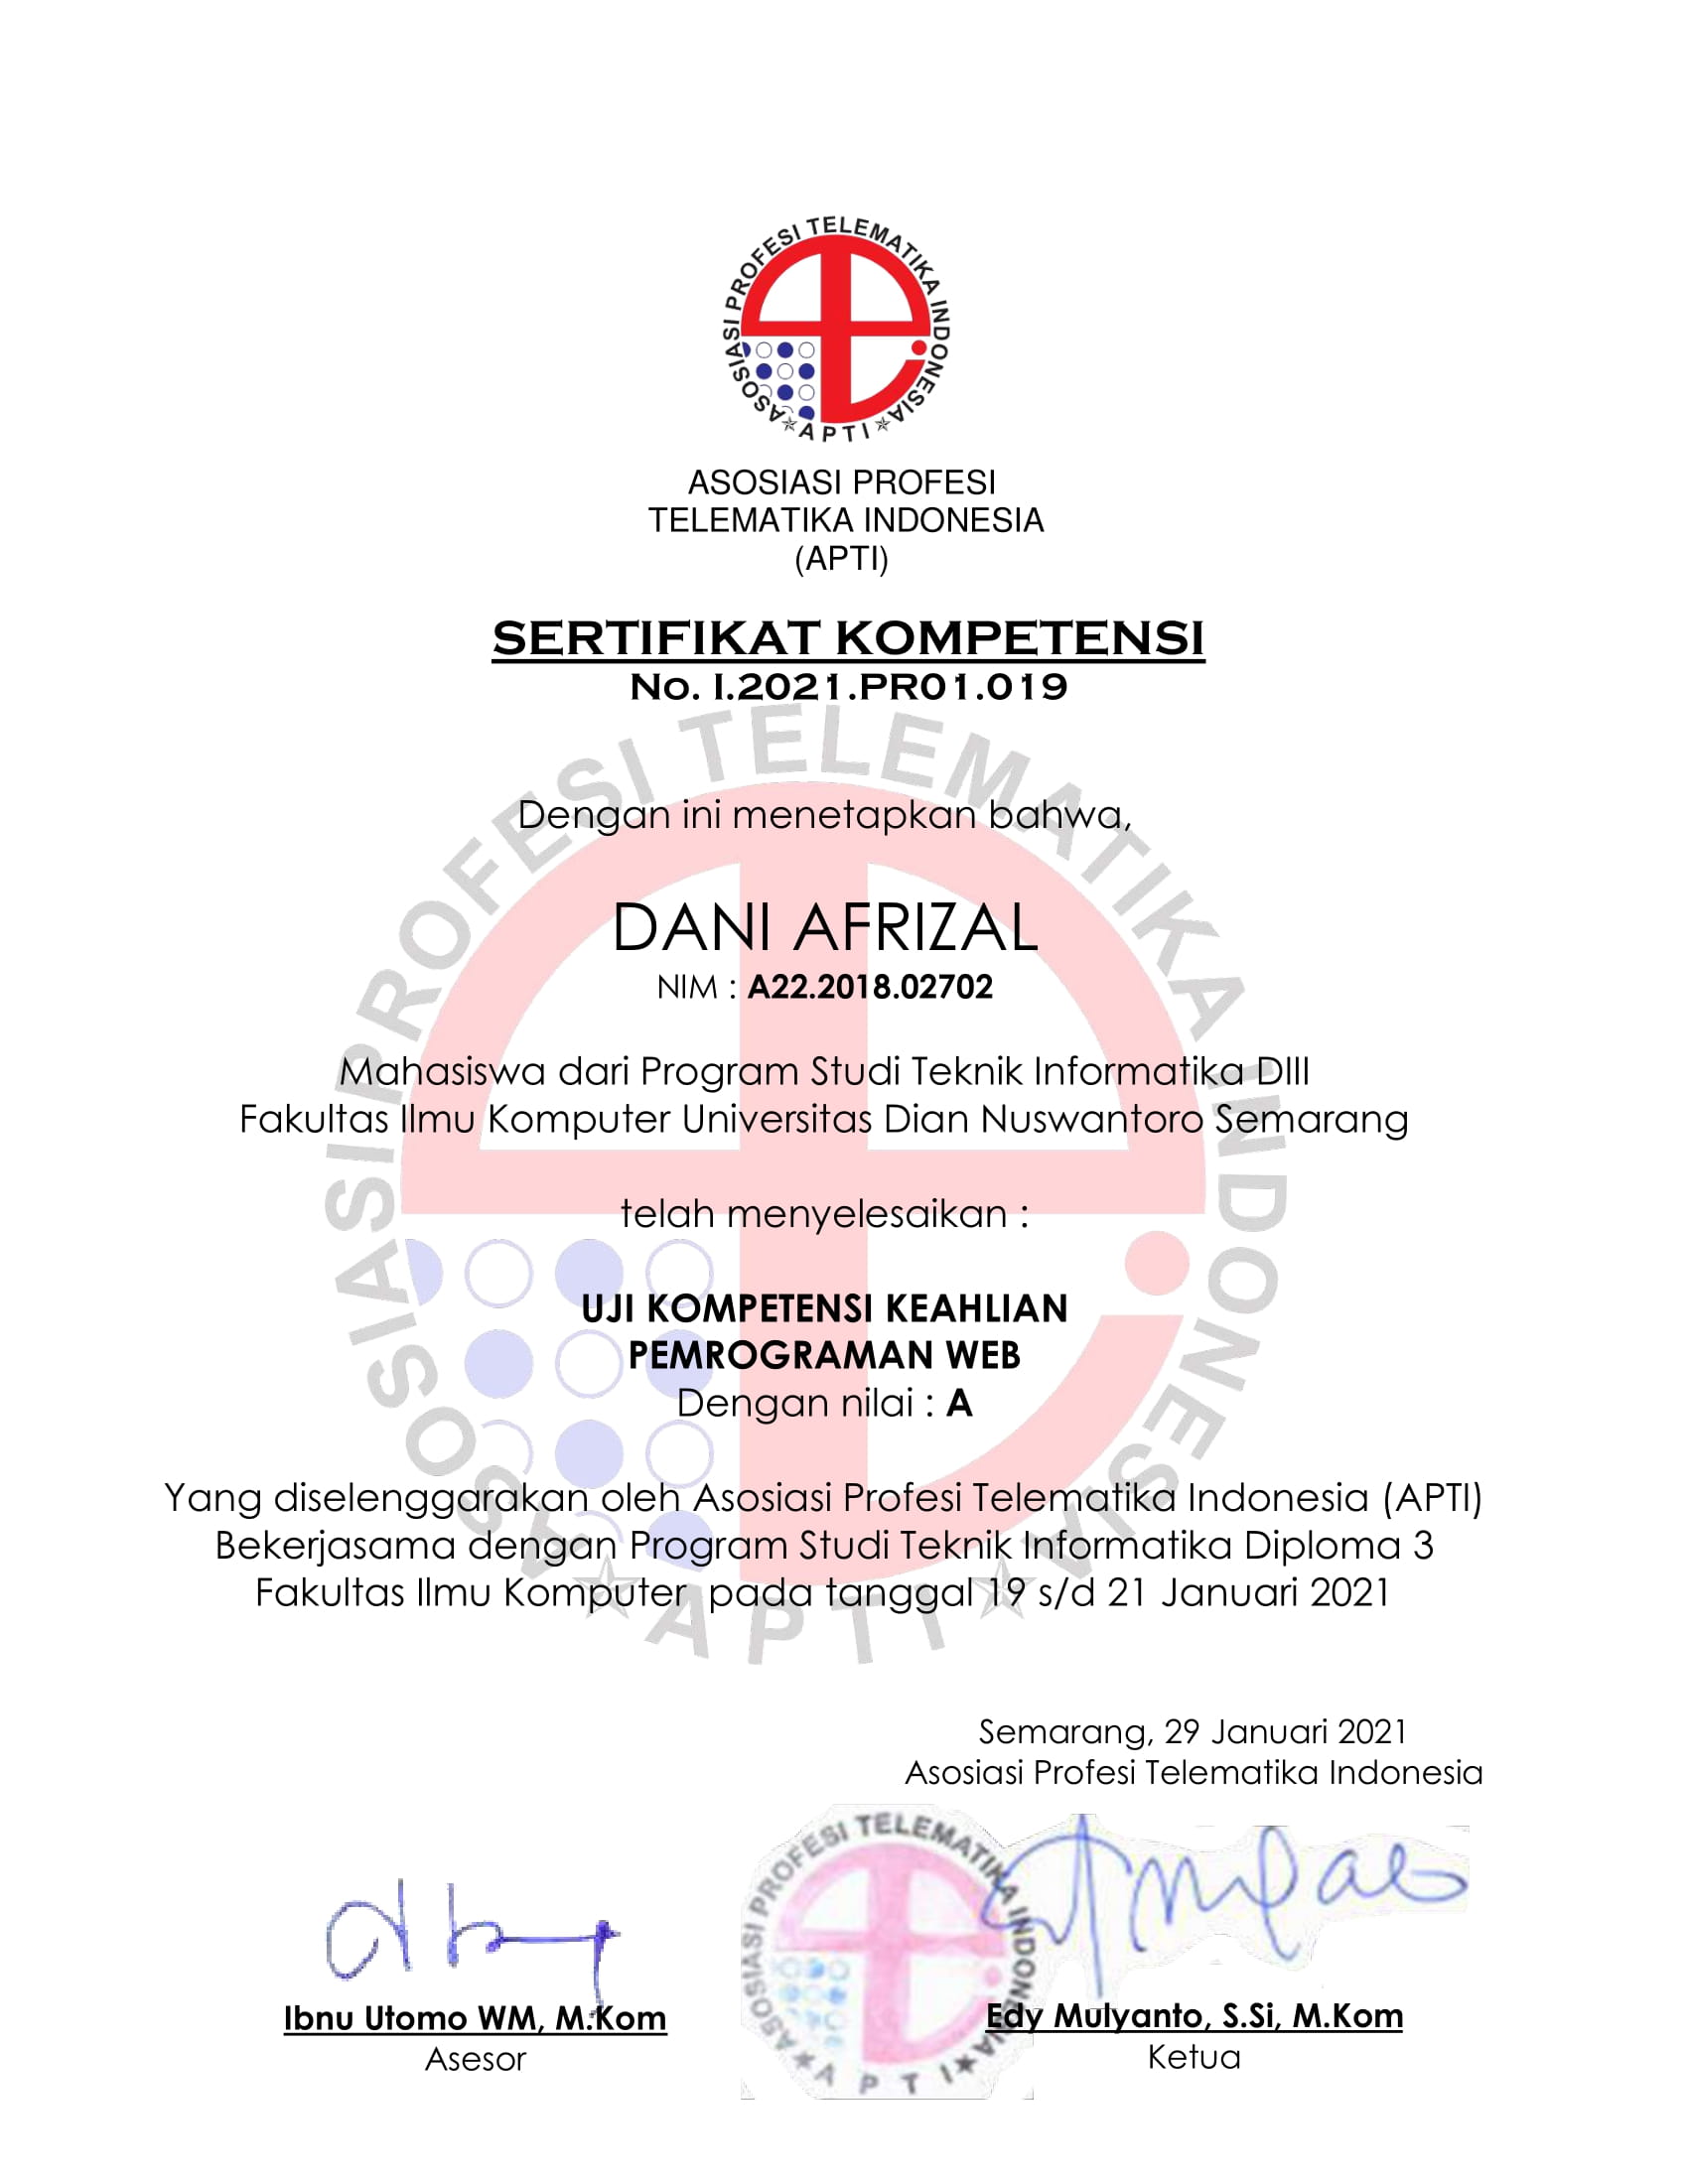 ASOSIASI PROFESI TELEMATIKA INDONESIA
APTI
ASOSIASI PROFESI
TELEMATIKA INDONESIA
(APTI)
SERTIFIKAT KOMPETENSI
No. I.2021.PR01.019
ASOSIASI PROFESI TELEMATIKA INDONESIA
APTI
Dengan ini menetapkan bahwa,
DANI AFRIZAL
NIM : A22.2018.02702
Mahasiswa dari Program Studi Teknik Informatika DIII
Fakultas Ilmu Komputer Universitas Dian Nuswantoro Semarang
telah menyelesaikan :
UJI KOMPETENSI KEAHLIAN
PEMROGRAMAN WEB
Dengan nilai : A
Yang diselenggarakan oleh Asosiasi Profesi Telematika Indonesia (APTI)
Bekerjasama dengan Program Studi Teknik Informatika Diploma 3
Fakultas Ilmu Komputer pada tanggal 19 s/d 21 Januari 2021
Semarang, 29 Januari 2021
Asosiasi Profesi Telematika Indonesia
ASOSIASI PROFESI TELEMATIKA INDONESIA
APTI
Ibnu Utomo WM, M.Kom
Asesor
Edy Mulyanto, S.Si, M.Kom
Ketua